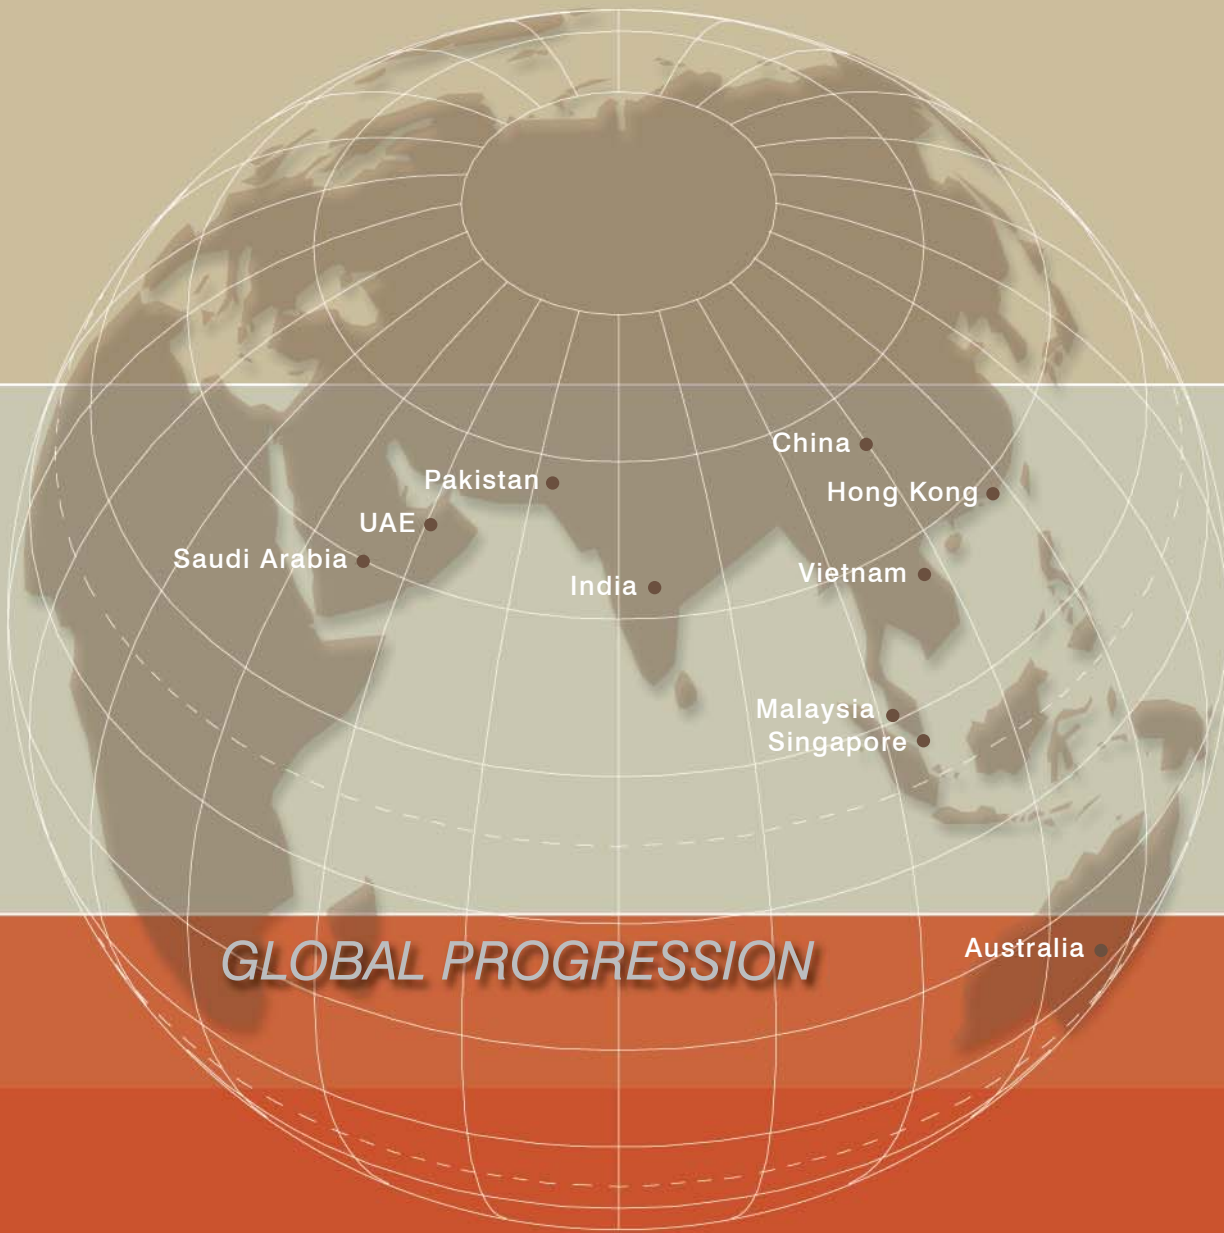 China
Pakistan
Hong Kong
UAE
Saudi Arabia
Vietnam
India
Malaysia
Singapore
GLOBAL PROGRESSION
Australia